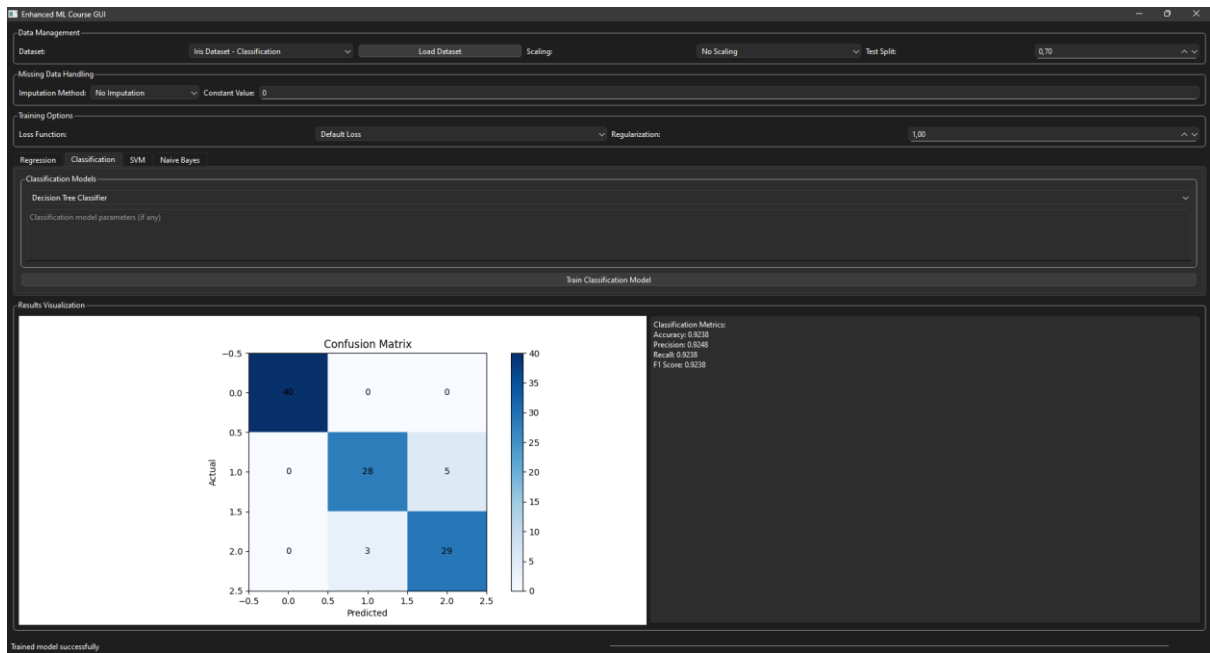 Enhanced ML Course GUI
Data Management
Dataset: Iris Dataset - Classification Load Dataset Scaling: No Scaling Test Split: 0,70
Missing Data Handling
Imputation Method: No Imputation Constant Value: 0
Training Options
Loss Function: Default Loss Regularization: 1,00
Regression Classification SVM Naive Bayes
Classification Models
Decision Tree Classifier
Classification model parameters (if any)
Train Classification Model
Results Visualization
Confusion Matrix
−0.5
0.0
0.5
1.0
1.5
2.0
2.5
Actual
40 0 0
0 28 5
0 3 29
−0.5 0.0 0.5 1.0 1.5 2.0 2.5
Predicted
40
35
30
25
20
15
10
5
0
Classification Metrics:
Accuracy: 0.9238
Precision: 0.9248
Recall: 0.9238
F1 Score: 0.9238
Trained model successfully